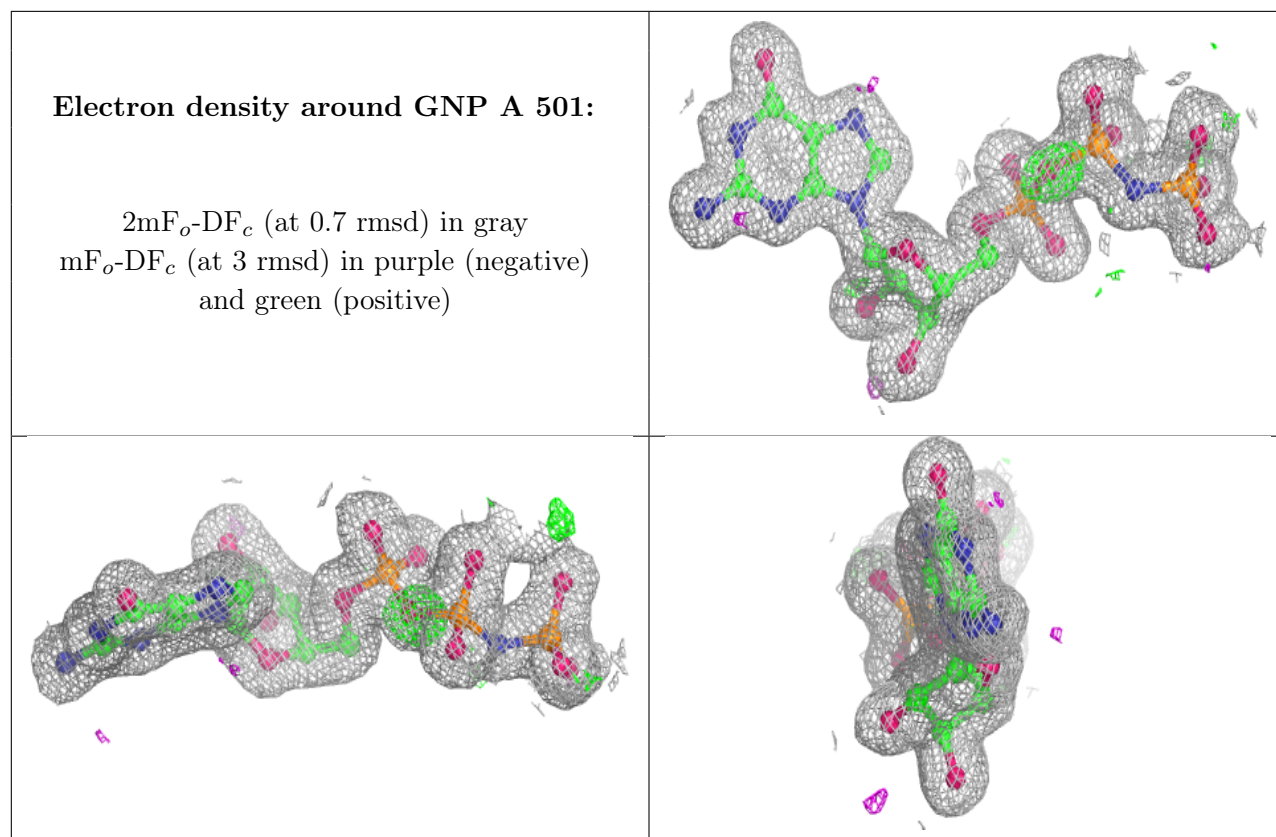 Electron density around GNP A 501:
2mFo-DFc (at 0.7 rmsd) in gray
mFo-DFc (at 3 rmsd) in purple (negative)
and green (positive)